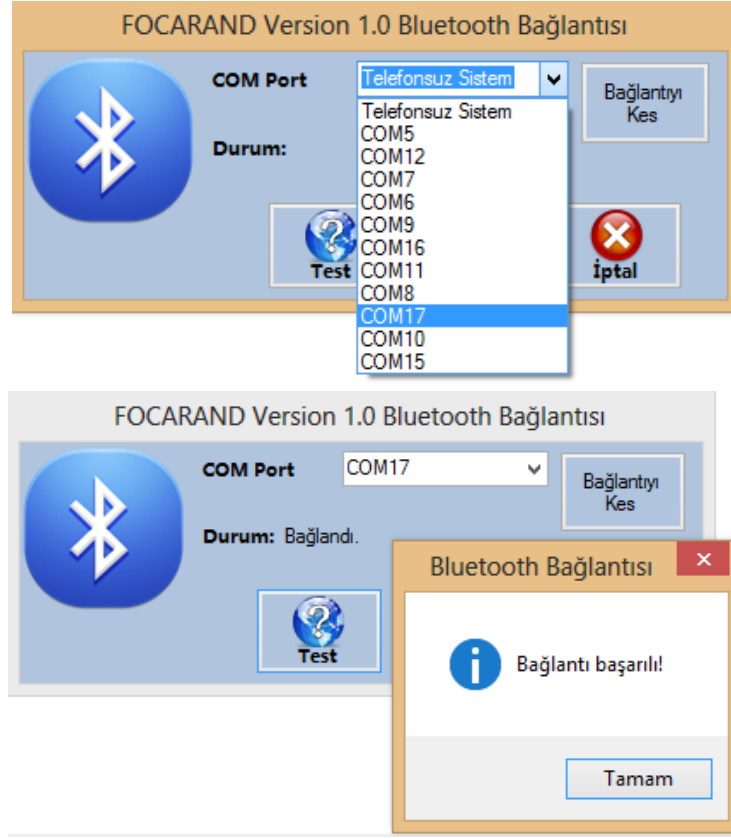 FOCARAND Version 1.0 Bluetooth Bağlantısı
COM Port
Telefonsuz Sistem
Bağlantıyı
Kes
Durum:
Telefonsuz Sistem
COM5
COM12
COM7
COM6
COM9
COM16
COM11
COM8
COM17
COM10
COM15
Test
İptal
FOCARAND Version 1.0 Bluetooth Bağlantısı
COM Port
COM17
Bağlantıyı
Kes
Durum: Bağlandı.
Test
Bluetooth Bağlantısı
Bağlantı başarılı!
Tamam